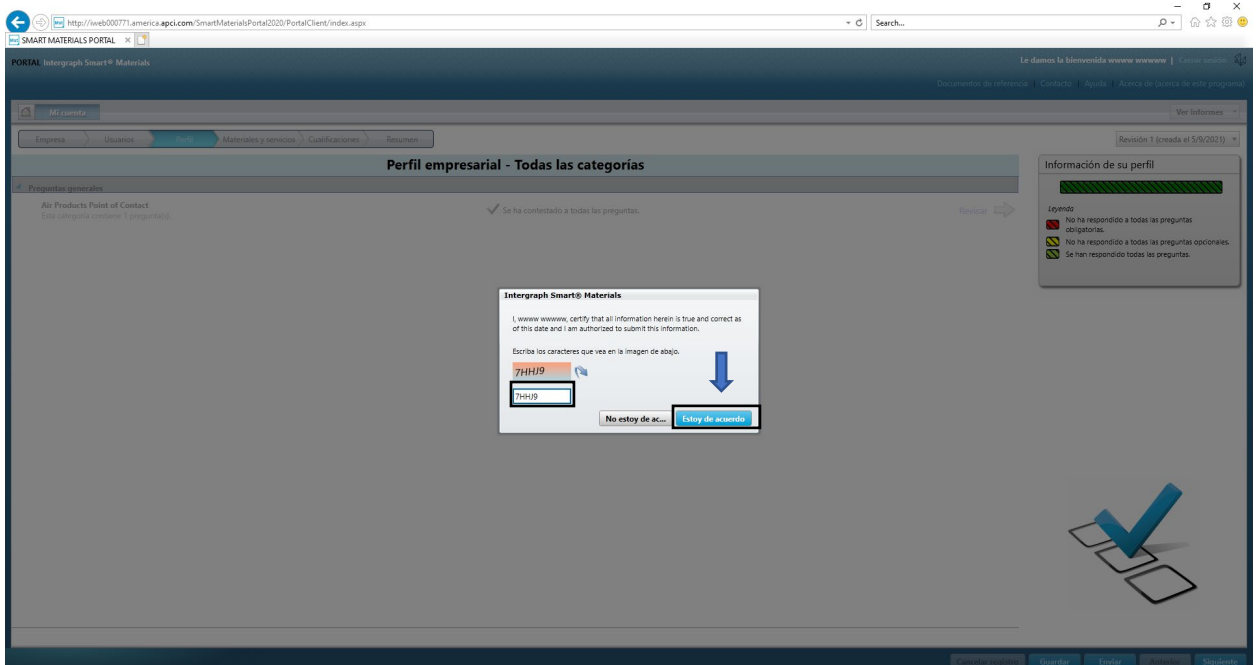 http://iweb000771.america.apci.com/SmartMaterialsPortal2020/PortalClient/index.aspx
Search...
SMART MATERIALS PORTAL
PORTAL Intergraph Smart® Materials
Le damos la bienvenida wwww wwwww | Cerrar sesión
Documentos de referencia | Contacto | Ayuda | Acerca de (acerca de este programa)
Mi cuenta
Ver informes
Empresa
Usuarios
Perfil
Materiales y servicios
Cualificaciones
Resumen
Revisión 1 (creada el 5/9/2021)
Perfil empresarial - Todas las categorías
Preguntas generales
Air Products Point of Contact
Esta categoría contiene 1 pregunta(s)
Se ha contestado a todas las preguntas.
Revisar
Información de su perfil
Leyenda
No ha respondido a todas las preguntas
obligatorias.
No ha respondido a todas las preguntas opcionales.
Se han respondido todas las preguntas.
Intergraph Smart® Materials
I, wwww wwwww, certify that all information herein is true and correct as
of this date and I am authorized to submit this information.
Escriba los caracteres que vea en la imagen de abajo.
7HHJ9
7HHJ9
No estoy de ac...
Estoy de acuerdo
Cancelar registro
Guardar
Enviar
Anterior
Siguiente